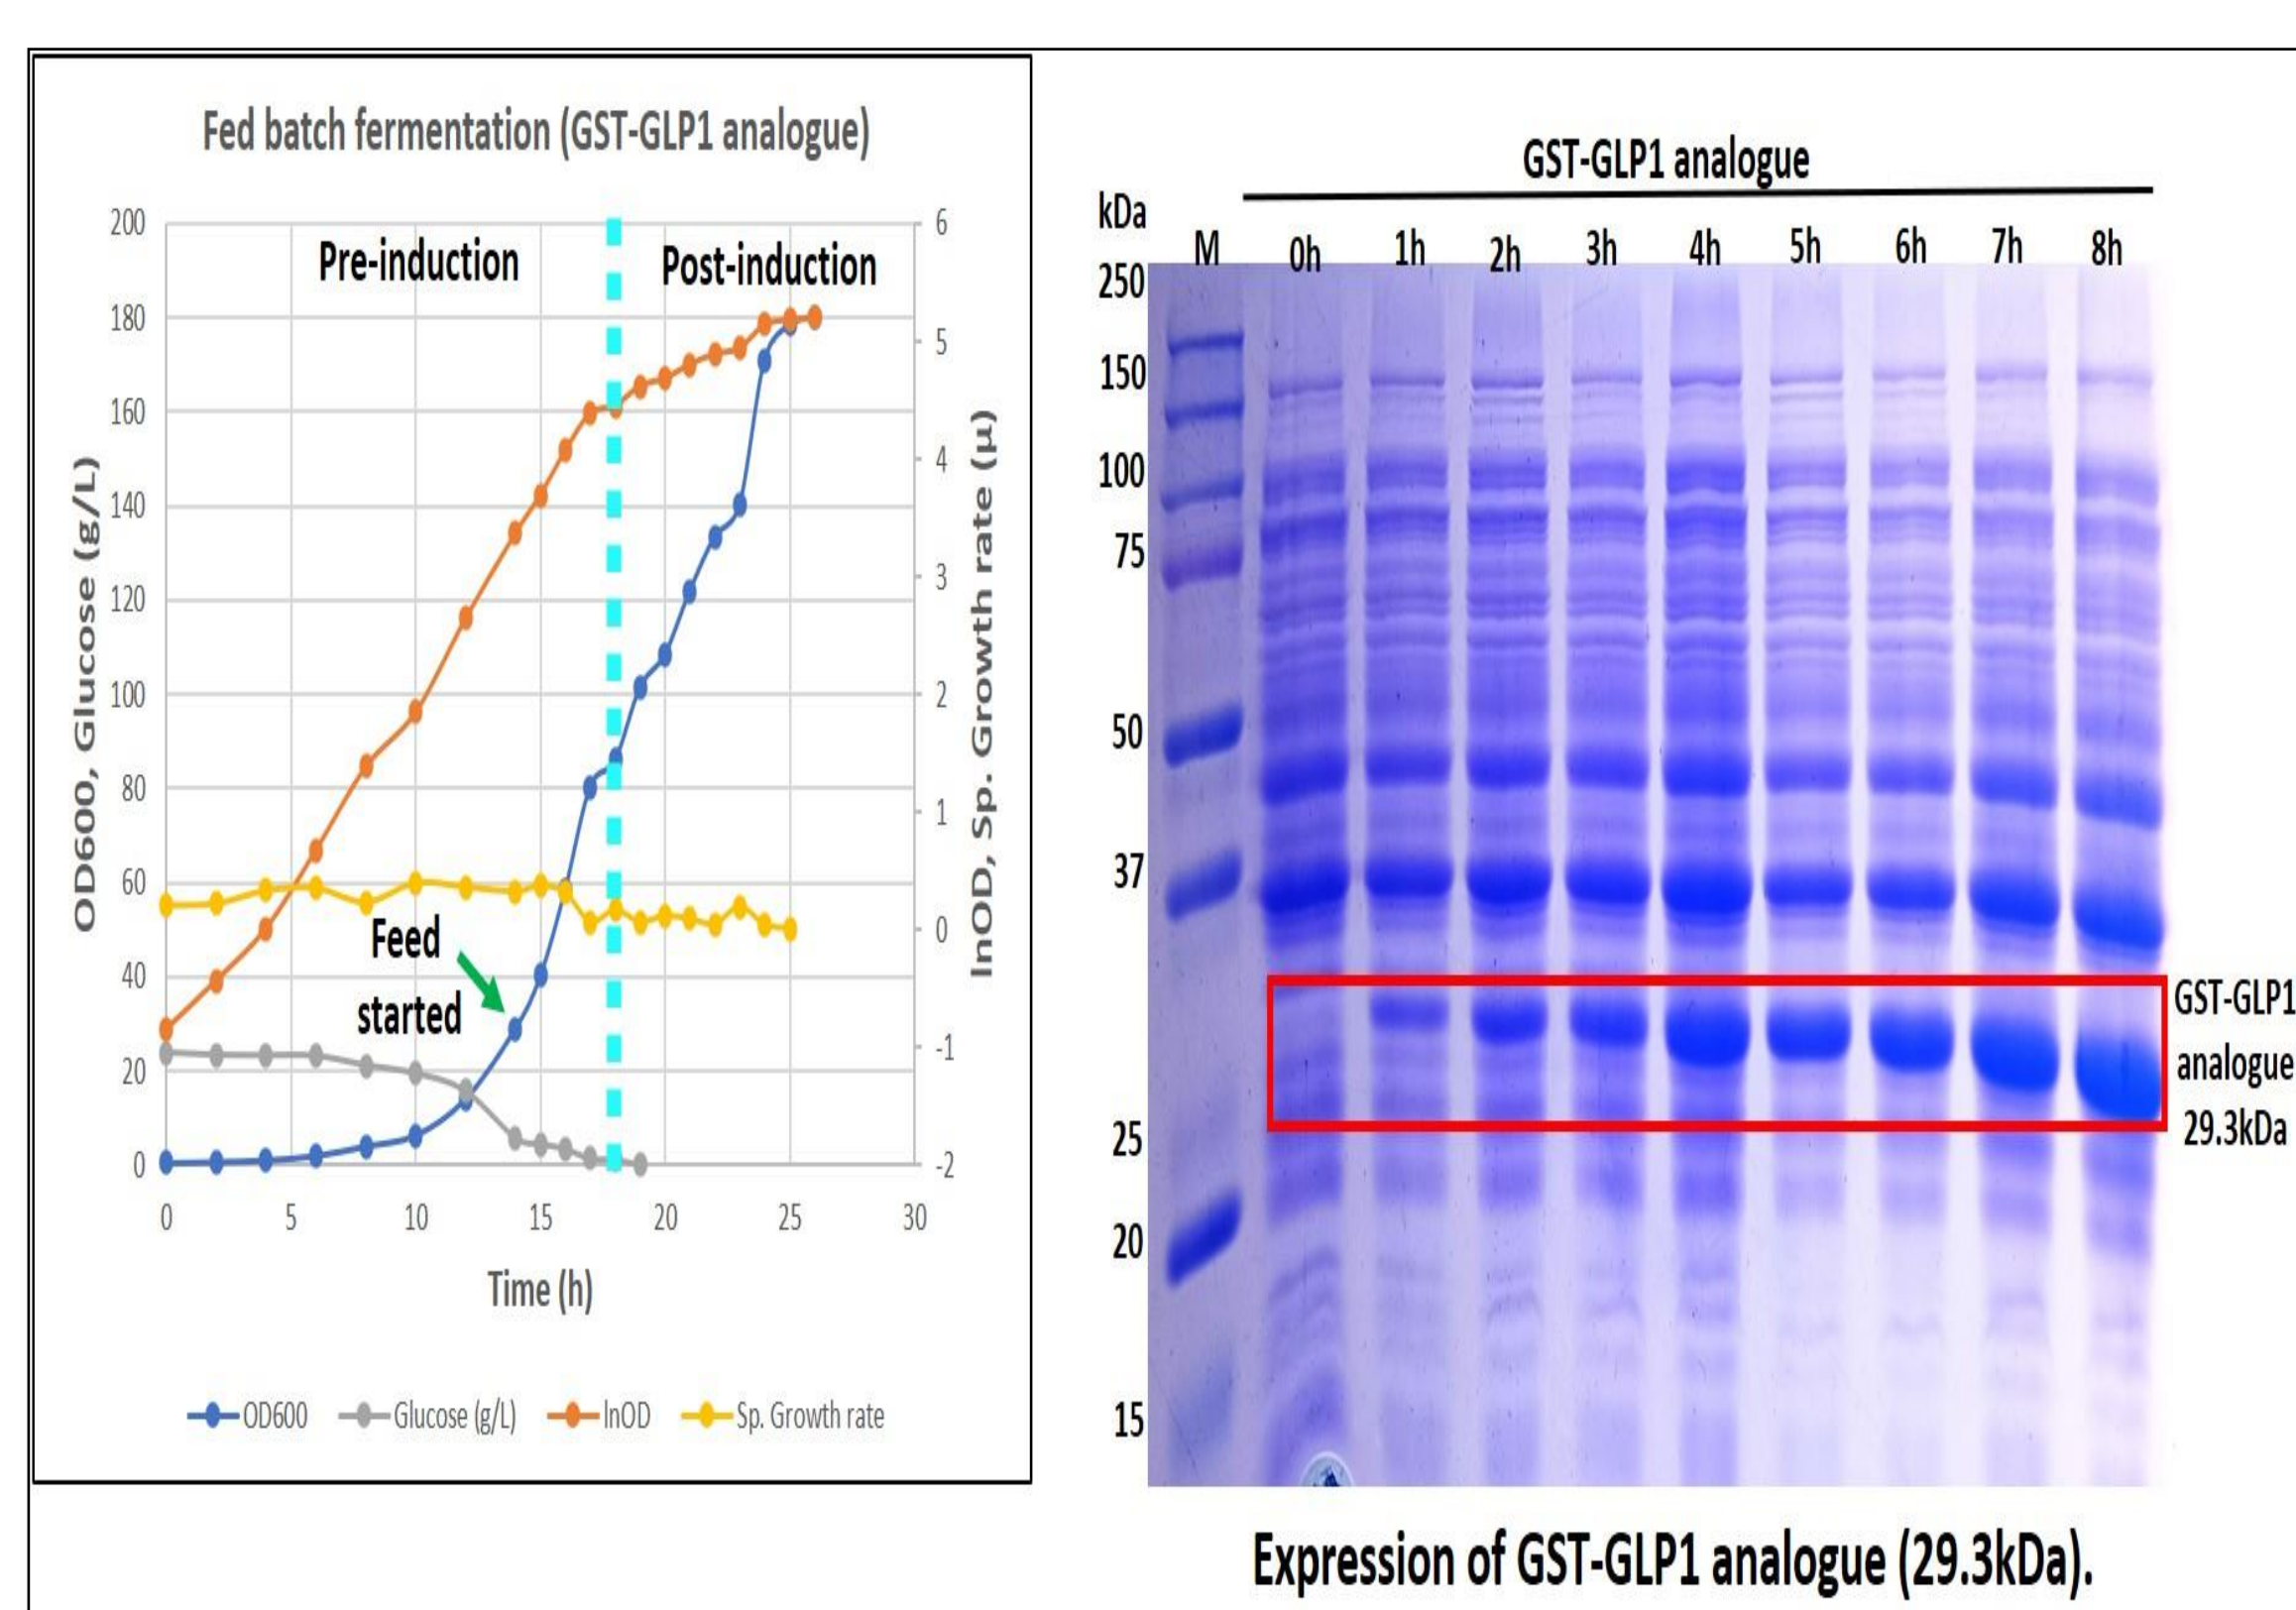 Fed batch fermentation (GST-GLP1 analogue)
OD600, Glucose (g/L)
200
180
160
140
120
100
80
60
40
20
0
Pre-induction
Post-induction
Feed
started
6
5
4
3
2
1
0
-1
-2
lnOD, Sp. Growth rate (μ)
0 5 10 15 20 25 30
Time (h)
OD600 Glucose (g/L) lnOD Sp. Growth rate
GST-GLP1 analogue
kDa
M 0h 1h 2h 3h 4h 5h 6h 7h 8h
250
150
100
75
50
37
25
20
15
GST-GLP1
analogue
29.3kDa
Expression of GST-GLP1 analogue (29.3kDa).